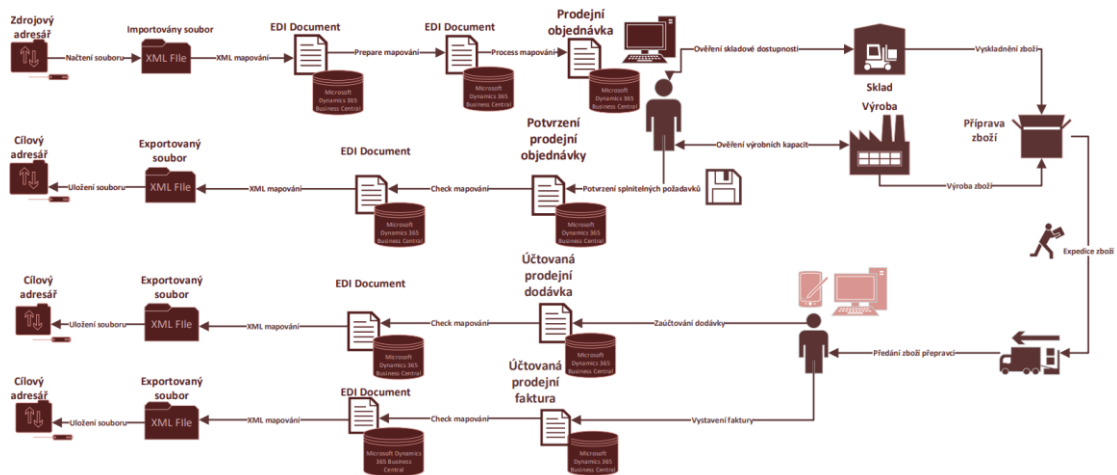 Zdrojový
adresář
Načtení souboru
Importovaný soubor
XML FIle
XML mapování
EDI Document
Microsoft
Dynamics 365
Business Central
Prepare mapování
EDI Document
Microsoft
Dynamics 365
Business Central
Process mapování
Prodejní
objednávka
Microsoft
Dynamics 365
Business Central
Ověření skladové dostupnosti
Sklad
Vyskladnění zboží
Výroba
Ověření výrobních kapacit
Výroba zboží
Příprava
zboží
Cílový
adresář
Uložení souboru
Exportovaný
soubor
XML FIle
XML mapování
EDI Document
Microsoft
Dynamics 365
Business
Central
Check mapování
Potvrzení
prodejní
objednávky
Microsoft
Dynamics 365
Business Central
Potvrzení splnitelných požadavků
Expedice zboží
Cílový
adresář
Uložení souboru
Exportovaný
soubor
XML FIle
XML mapování
EDI Document
Microsoft
Dynamics 365
Business Central
Check mapování
Účtovaná
prodejní
dodávka
Microsoft
Dynamics 365
Business Central
Zaúčtování dodávky
Předání zboží přepravci
Cílový
adresář
Uložení souboru
Exportovaný
soubor
XML FIle
XML mapování
EDI Document
Microsoft Dynamics
365 Business
Central
Check mapování
Účtovaná
prodejní
faktura
Microsoft
Dynamics 365
Business Central
Vystavení faktury